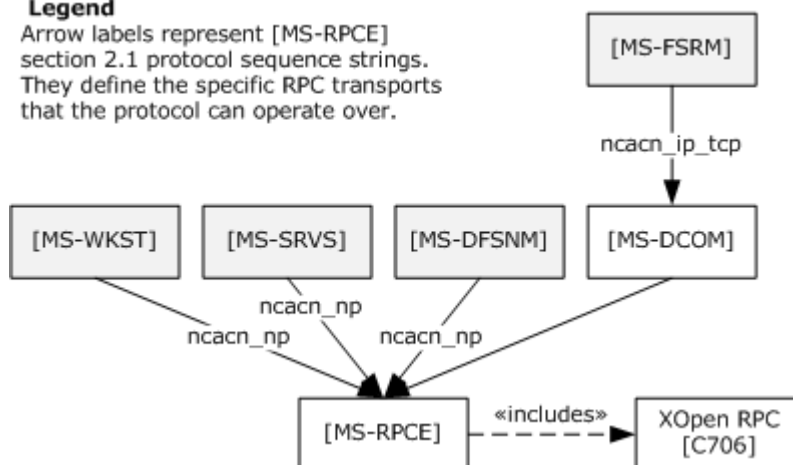 Legend
Arrow labels represent [MS-RPCE]
section 2.1 protocol sequence strings.
They define the specific RPC transports
that the protocol can operate over.
[MS-FSRM]
ncacn_ip_tcp
[MS-WKST]
[MS-SRVS]
[MS-DFSNM]
[MS-DCOM]
ncacn_np
ncacn_np
ncacn_np
[MS-RPCE]
«includes»
XOpen RPC
[C706]